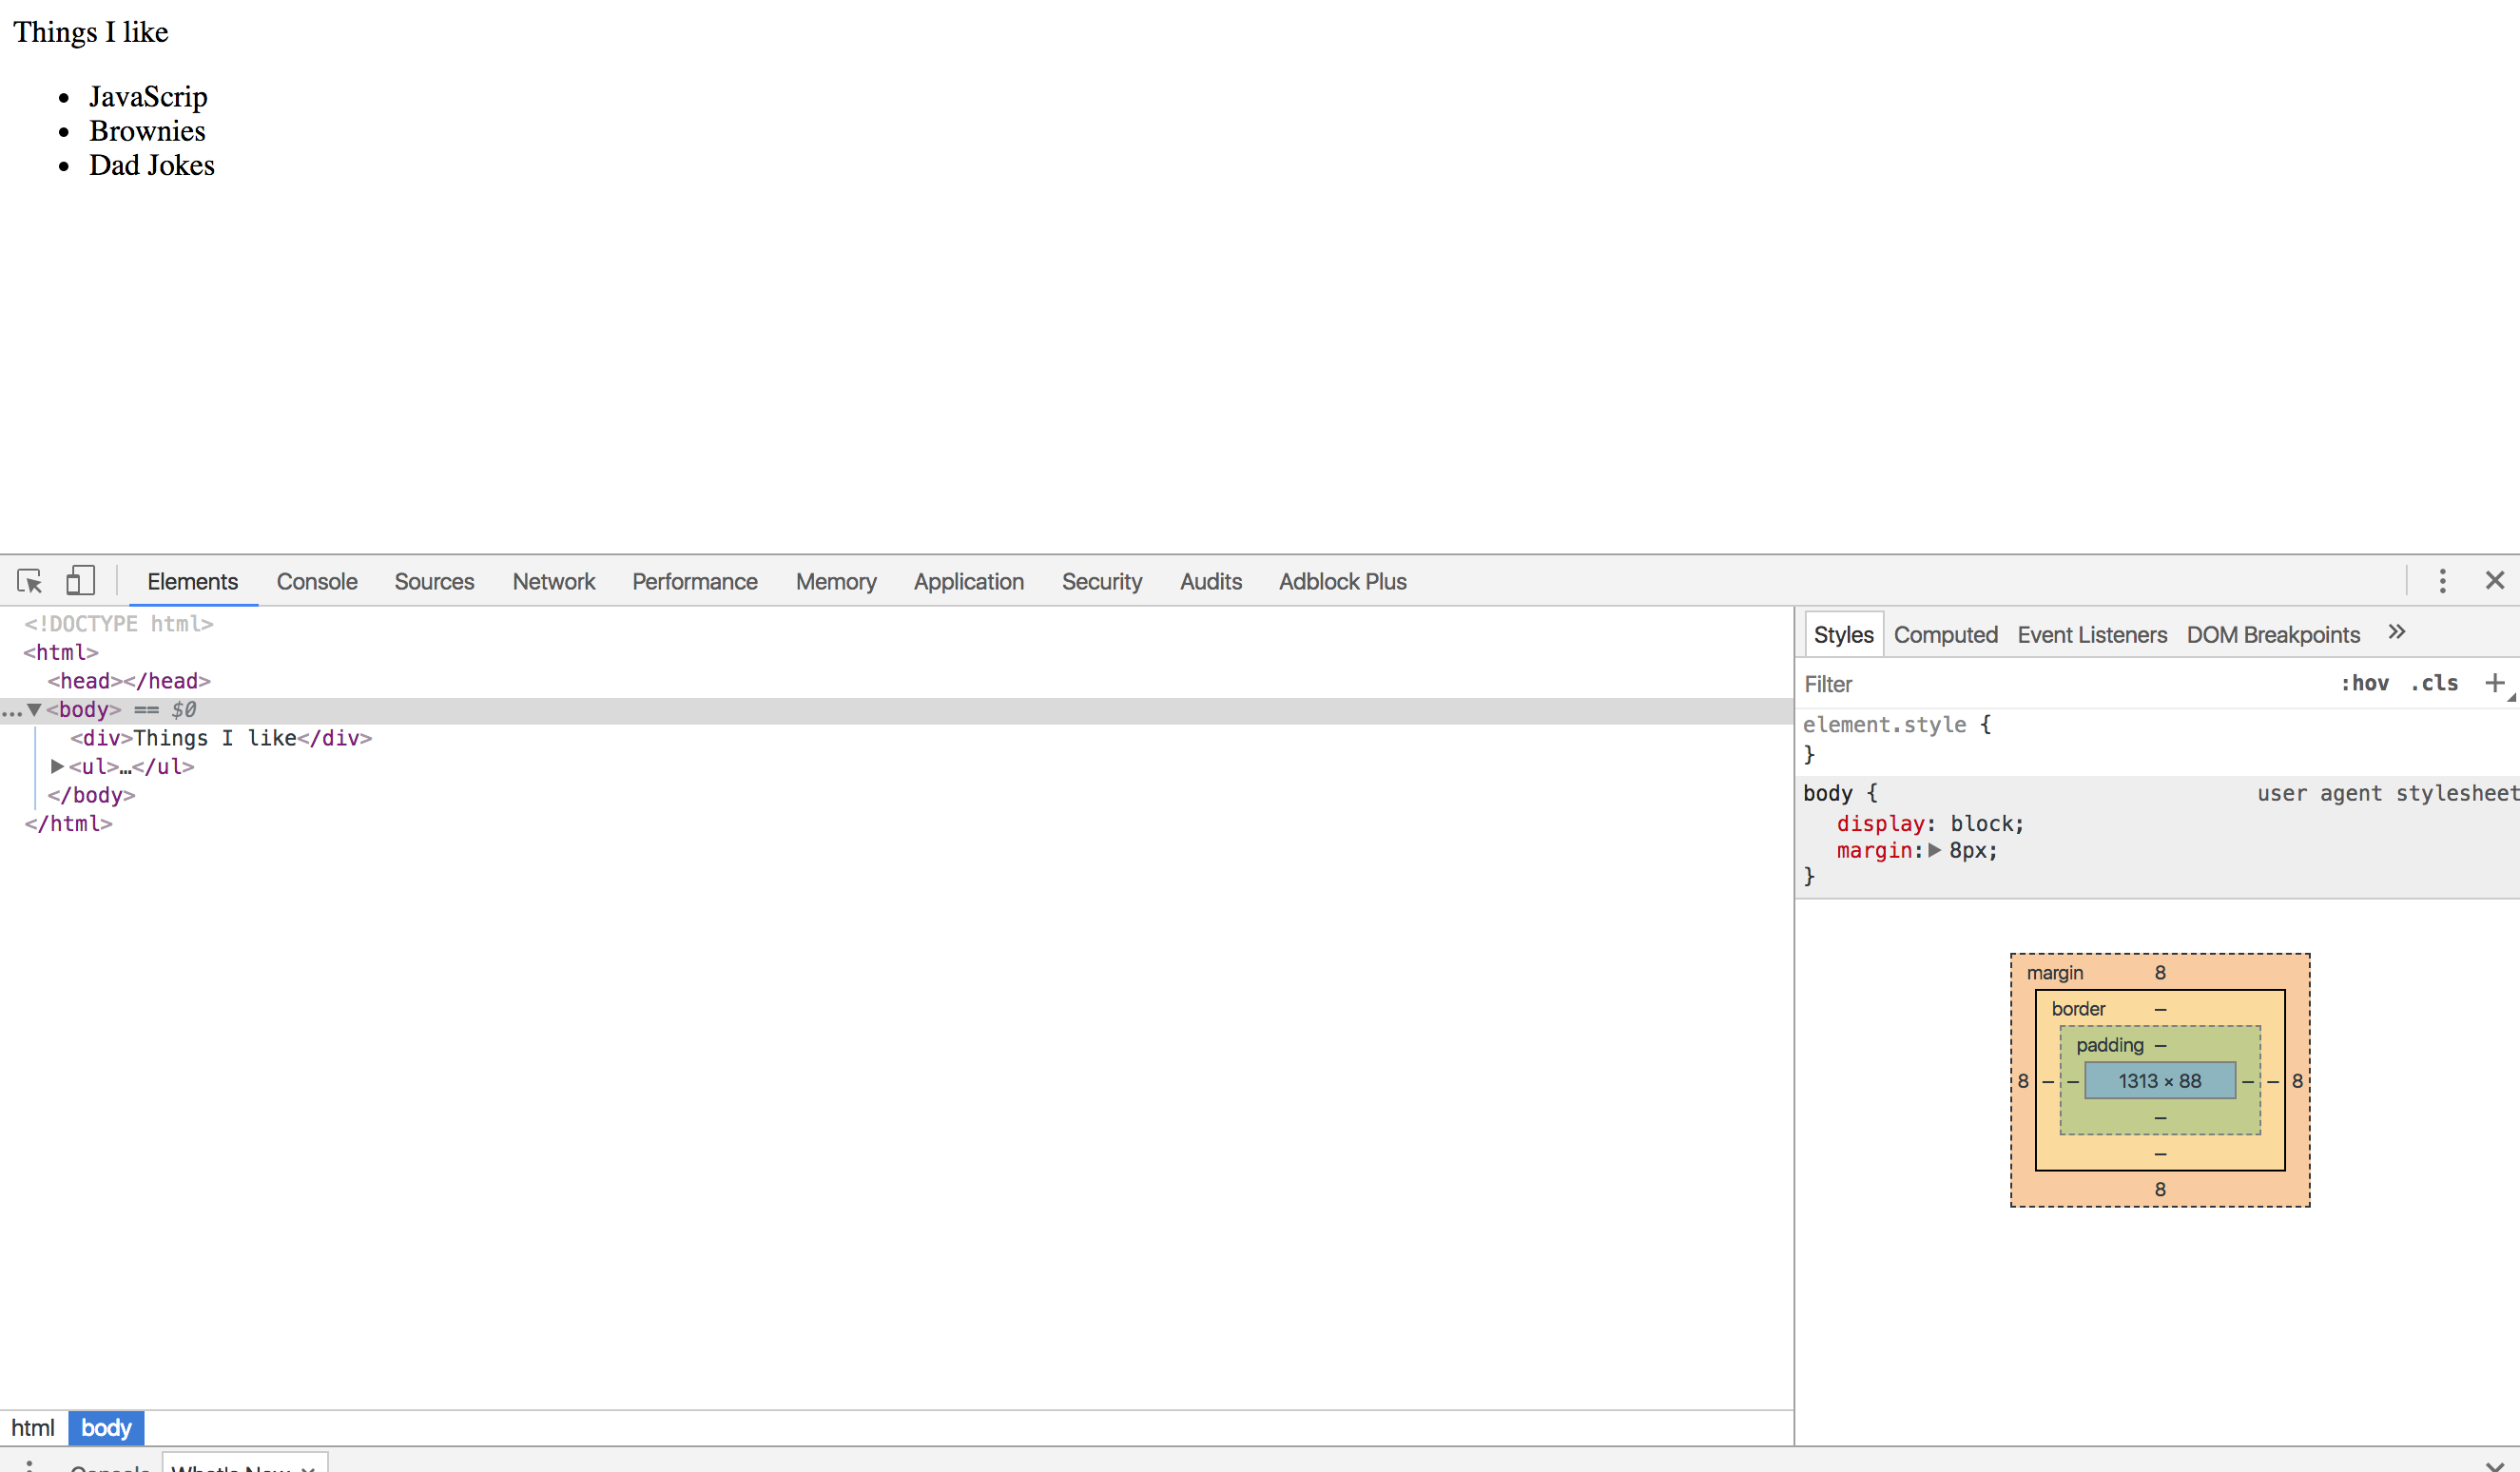 Things I like
JavaScrip
Brownies
Dad Jokes
Elements Console Sources Network Performance Memory Application Security Audits Adblock Plus
<!DOCTYPE html>
<html>
<head></head>
... <body> == $0
<div>Things I like</div>
<ul>…</ul>
</body>
</html>
html body
Styles Computed Event Listeners DOM Breakpoints »
Filter :hov .cls +
element.style {
}
body { user agent stylesheet
display: block;
margin: 8px;
}
margin 8
border –
padding –
8 – – 1313 × 88 – – 8
–
–
8
Console What's New ×